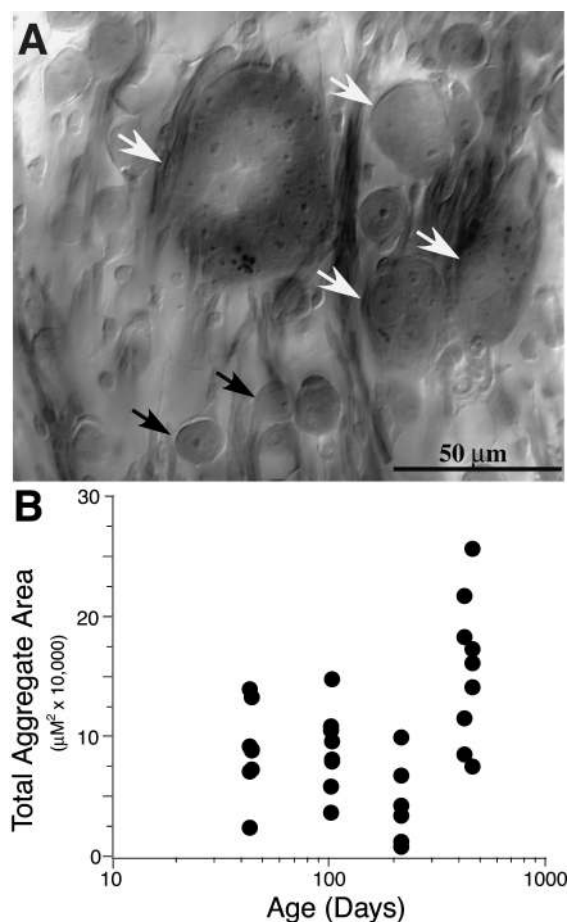 A
50 μm
B
30
20
10
0
Total Aggregate Area
(μM² x 10,000)
10
100
1000
Age (Days)